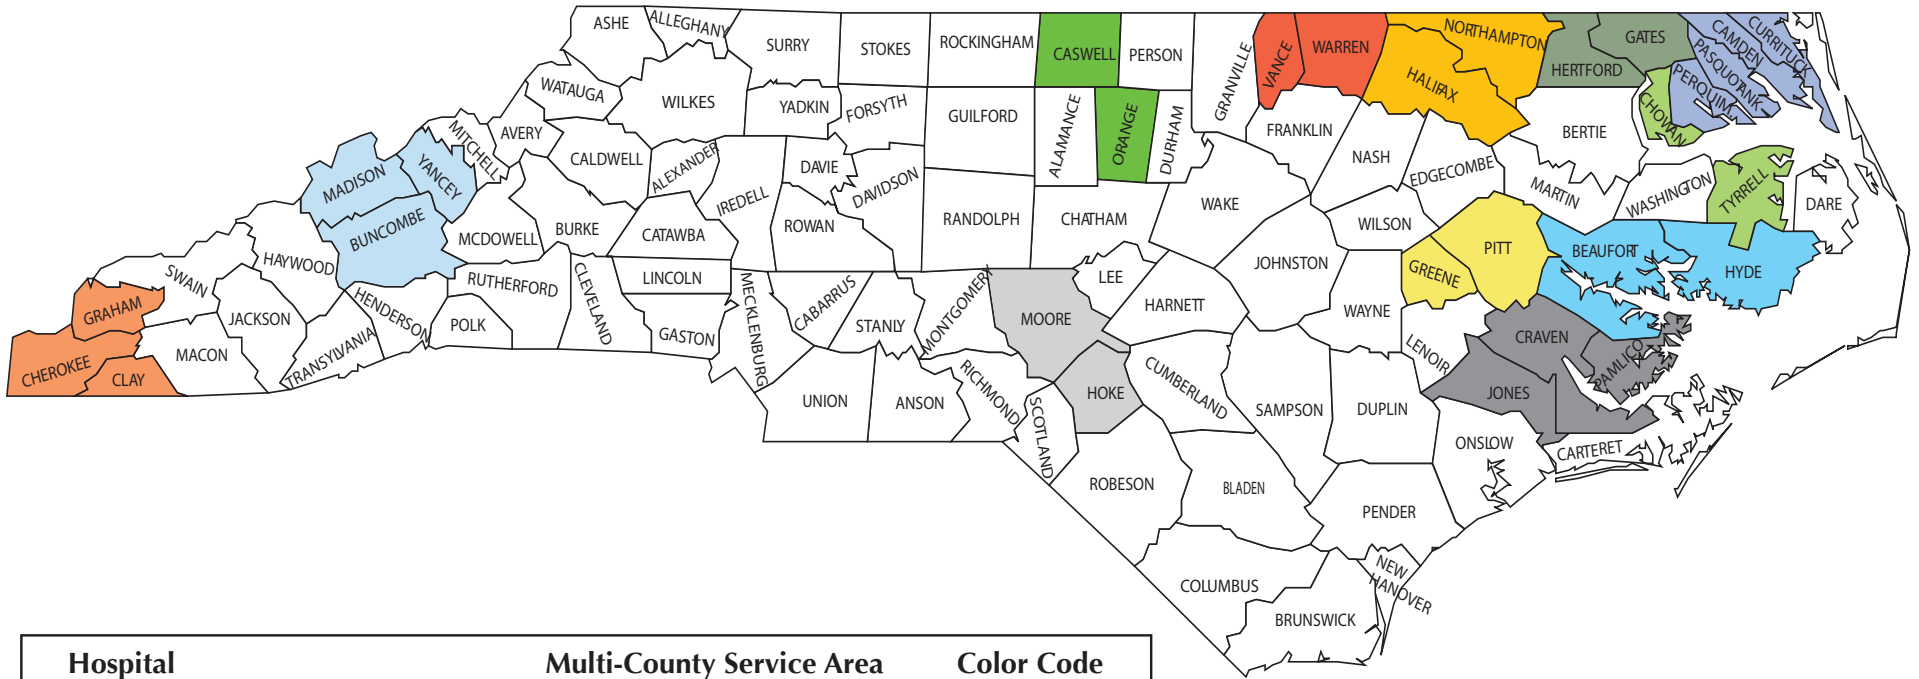 ASHE
ALLEGHANY
SURRY
STOKES
ROCKINGHAM
CASWELL
PERSON
GRANVILLE
VANCE
WARREN
NORTHAMPTON
HALIFAX
HERTFORD
GATES
CURRITUCK
CAMDEN
PASQUOTANK
PERQUIM
CHOWAN
WATAUGA
WILKES
YADKIN
FORSYTH
GUILFORD
ALAMANCE
ORANGE
DURHAM
FRANKLIN
NASH
EDGECOMBE
BERTIE
MARTIN
WASHINGTON
TYRRELL
DARE
MITCHELL
AVERY
CALDWELL
ALEXANDER
IREDELL
DAVIE
DAVIDSON
MADISON
YANCEY
BUNCOMBE
MCDOWELL
BURKE
CATAWBA
ROWAN
RANDOLPH
CHATHAM
WAKE
JOHNSTON
WILSON
GREENE
PITT
BEAUFORT
HYDE
HAYWOOD
SWAIN
GRAHAM
CHEROKEE
CLAY
MACON
JACKSON
TRANSYLVANIA
HENDERSON
RUTHERFORD
POLK
CLEVELAND
LINCOLN
GASTON
MECKLENBURG
CABARRUS
STANLY
MONTGOMERY
MOORE
LEE
HARNETT
WAYNE
LENOIR
CRAVEN
PAMLICO
JONES
UNION
ANSON
RICHMOND
SCOTLAND
HOKE
CUMBERLAND
SAMPSON
DUPLIN
ONSLOW
CARTERET
ROBESON
BLADEN
PENDER
COLUMBUS
BRUNSWICK
NEW
HANOVER
Hospital Multi-County Service Area Color Code